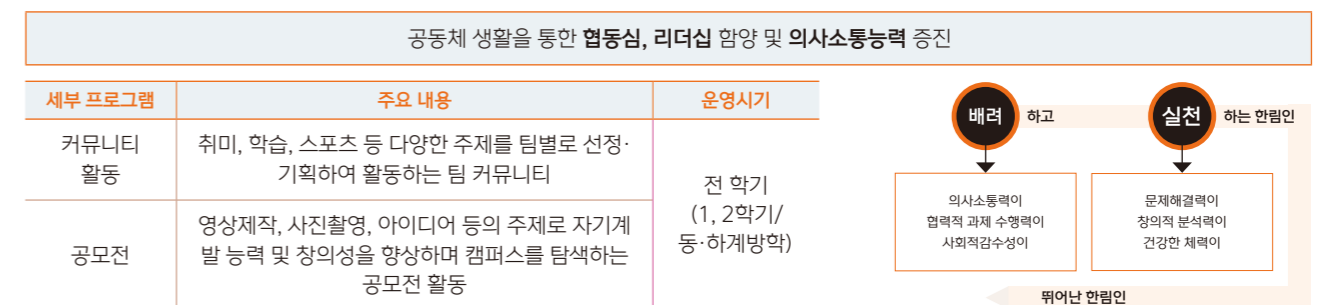 공동체 생활을 통한 협동심, 리더십 함양 및 의사소통능력 증진
세부 프로그램 주요 내용 운영시기
커뮤니티
활동
취미, 학습, 스포츠 등 다양한 주제를 팀별로 선정·
기획하여 활동하는 팀 커뮤니티
공모전
영상제작, 사진촬영, 아이디어 등의 주제로 자기계
발 능력 및 창의성을 향상하며 캠퍼스를 탐색하는
공모전 활동
전 학기
(1, 2학기/
동·하계방학)
배려 하고
실천 하는 한림인
의사소통력이
협력적 과제 수행력이
사회적감수성이
문제해결력이
창의적 분석력이
건강한 체력이
뛰어난 한림인